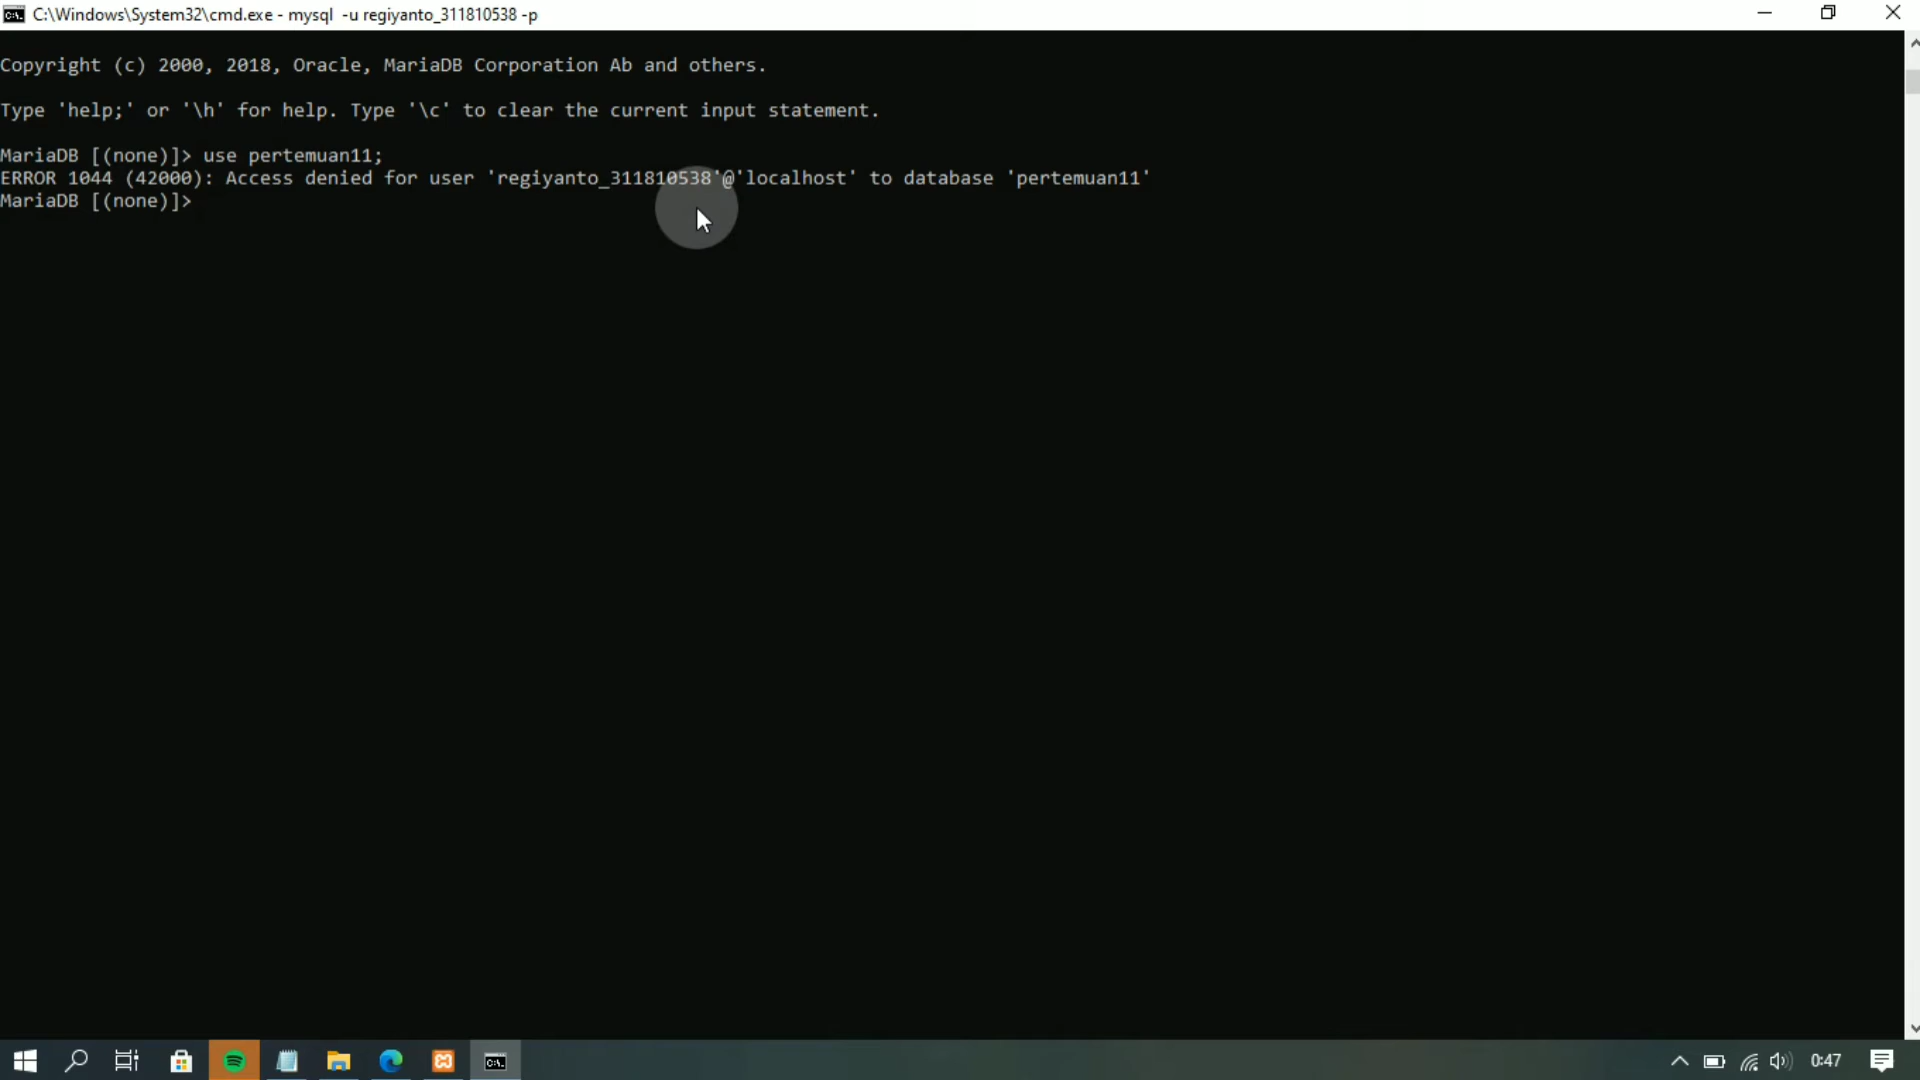 C:\Windows\System32\cmd.exe - mysql  -u regiyanto_311810538 -p
Copyright (c) 2000, 2018, Oracle, MariaDB Corporation Ab and others.
Type 'help;' or '\h' for help. Type '\c' to clear the current input statement.
MariaDB [(none)]> use pertemuan11;
ERROR 1044 (42000): Access denied for user 'regiyanto_311810538'@'localhost' to database 'pertemuan11'
MariaDB [(none)]>
0:47